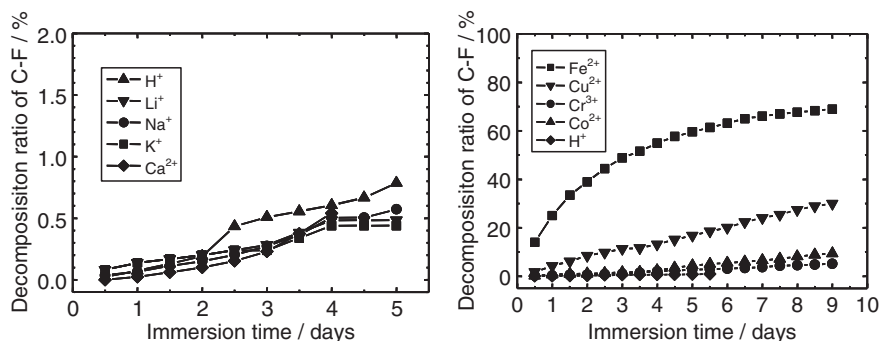 Decomposisiton ratio of C-F / %
2.0
1.5
1.0
0.5
0.0
H⁺
Li⁺
Na⁺
K⁺
Ca²⁺
0 1 2 3 4 5
Immersion time / days
Decomposisiton ratio of C-F / %
100
80
60
40
20
0
Fe²⁺
Cu²⁺
Cr³⁺
Co²⁺
H⁺
0 1 2 3 4 5 6 7 8 9 10
Immersion time / days